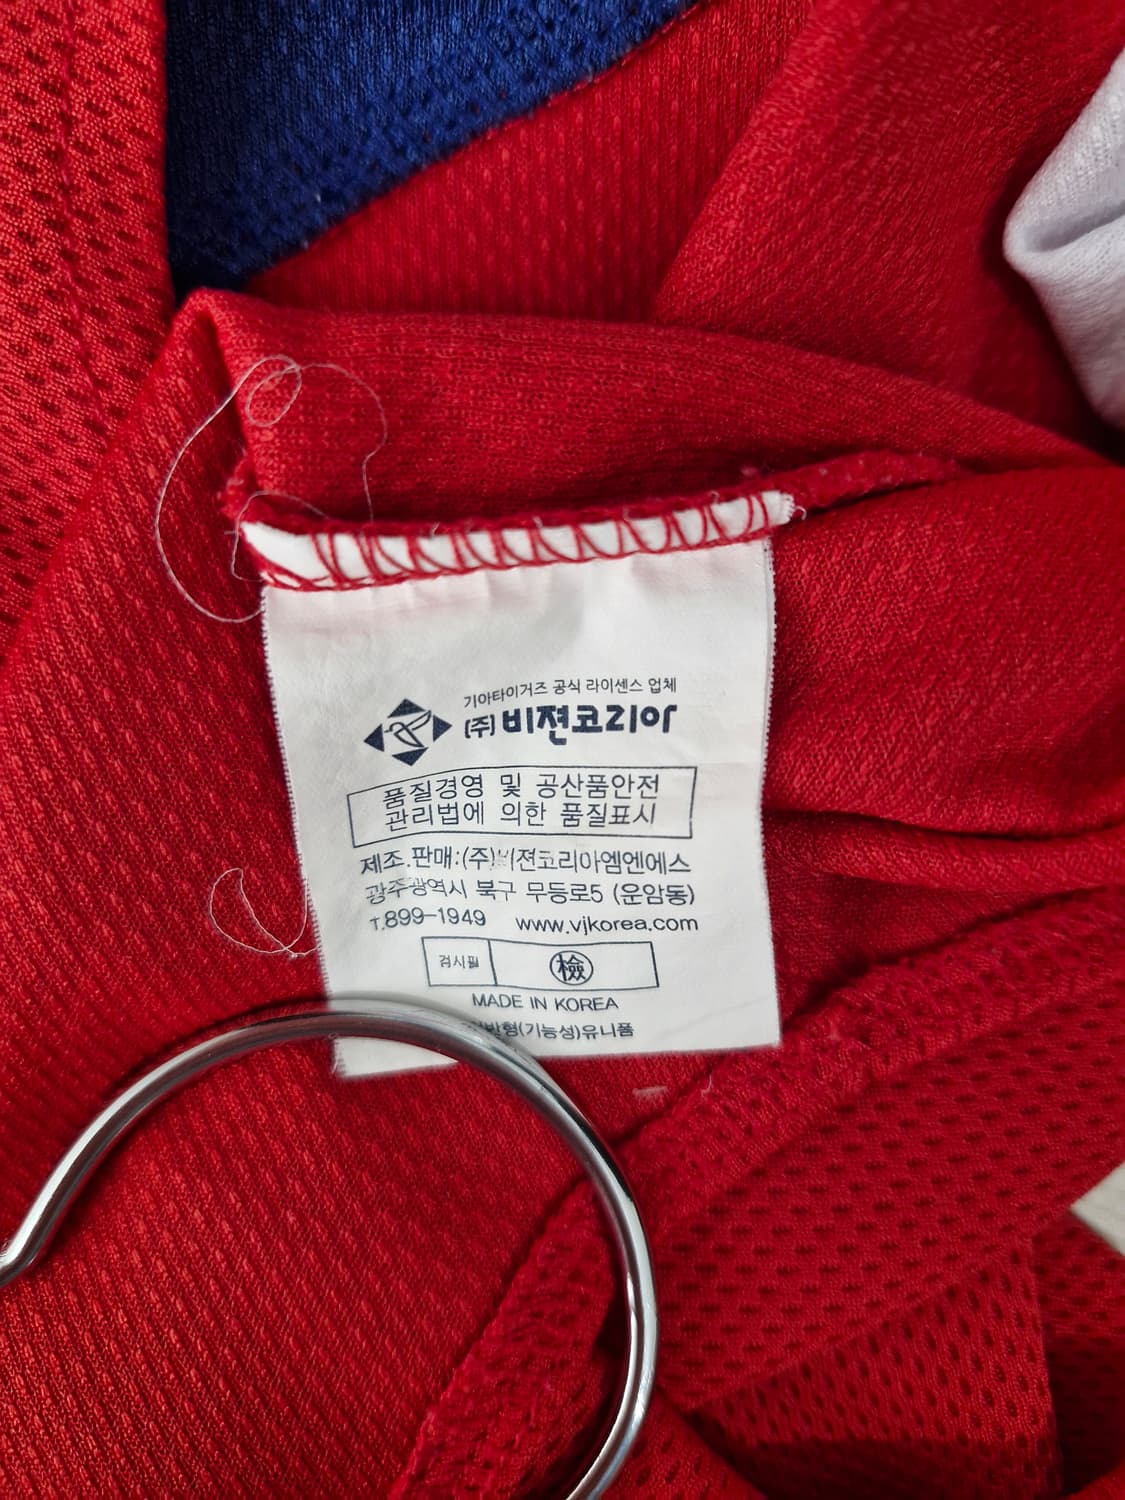 기아타이거즈 공식 라이센스 업체
(주)비젼코리아
품질경영 및 공산품안전
관리법에 의한 품질표시
제조.판매:(주)비젼코리아엠엔에스
광주광역시 북구 무등로5 (운암동)
T.899-1949 www.vjkorea.com
검시필 檢
MADE IN KOREA
(기능성)유니폼